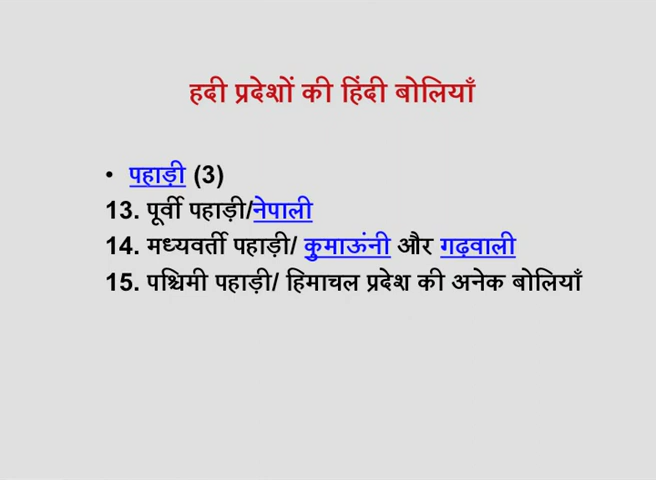 हदी प्रदेशों की हिंदी बोलियाँ
• पहाड़ी (3)
13. पूर्वी पहाड़ी/नेपाली
14. मध्यवर्ती पहाड़ी/ कुमाऊंनी और गढ़वाली
15. पश्चिमी पहाड़ी/ हिमाचल प्रदेश की अनेक बोलियाँ